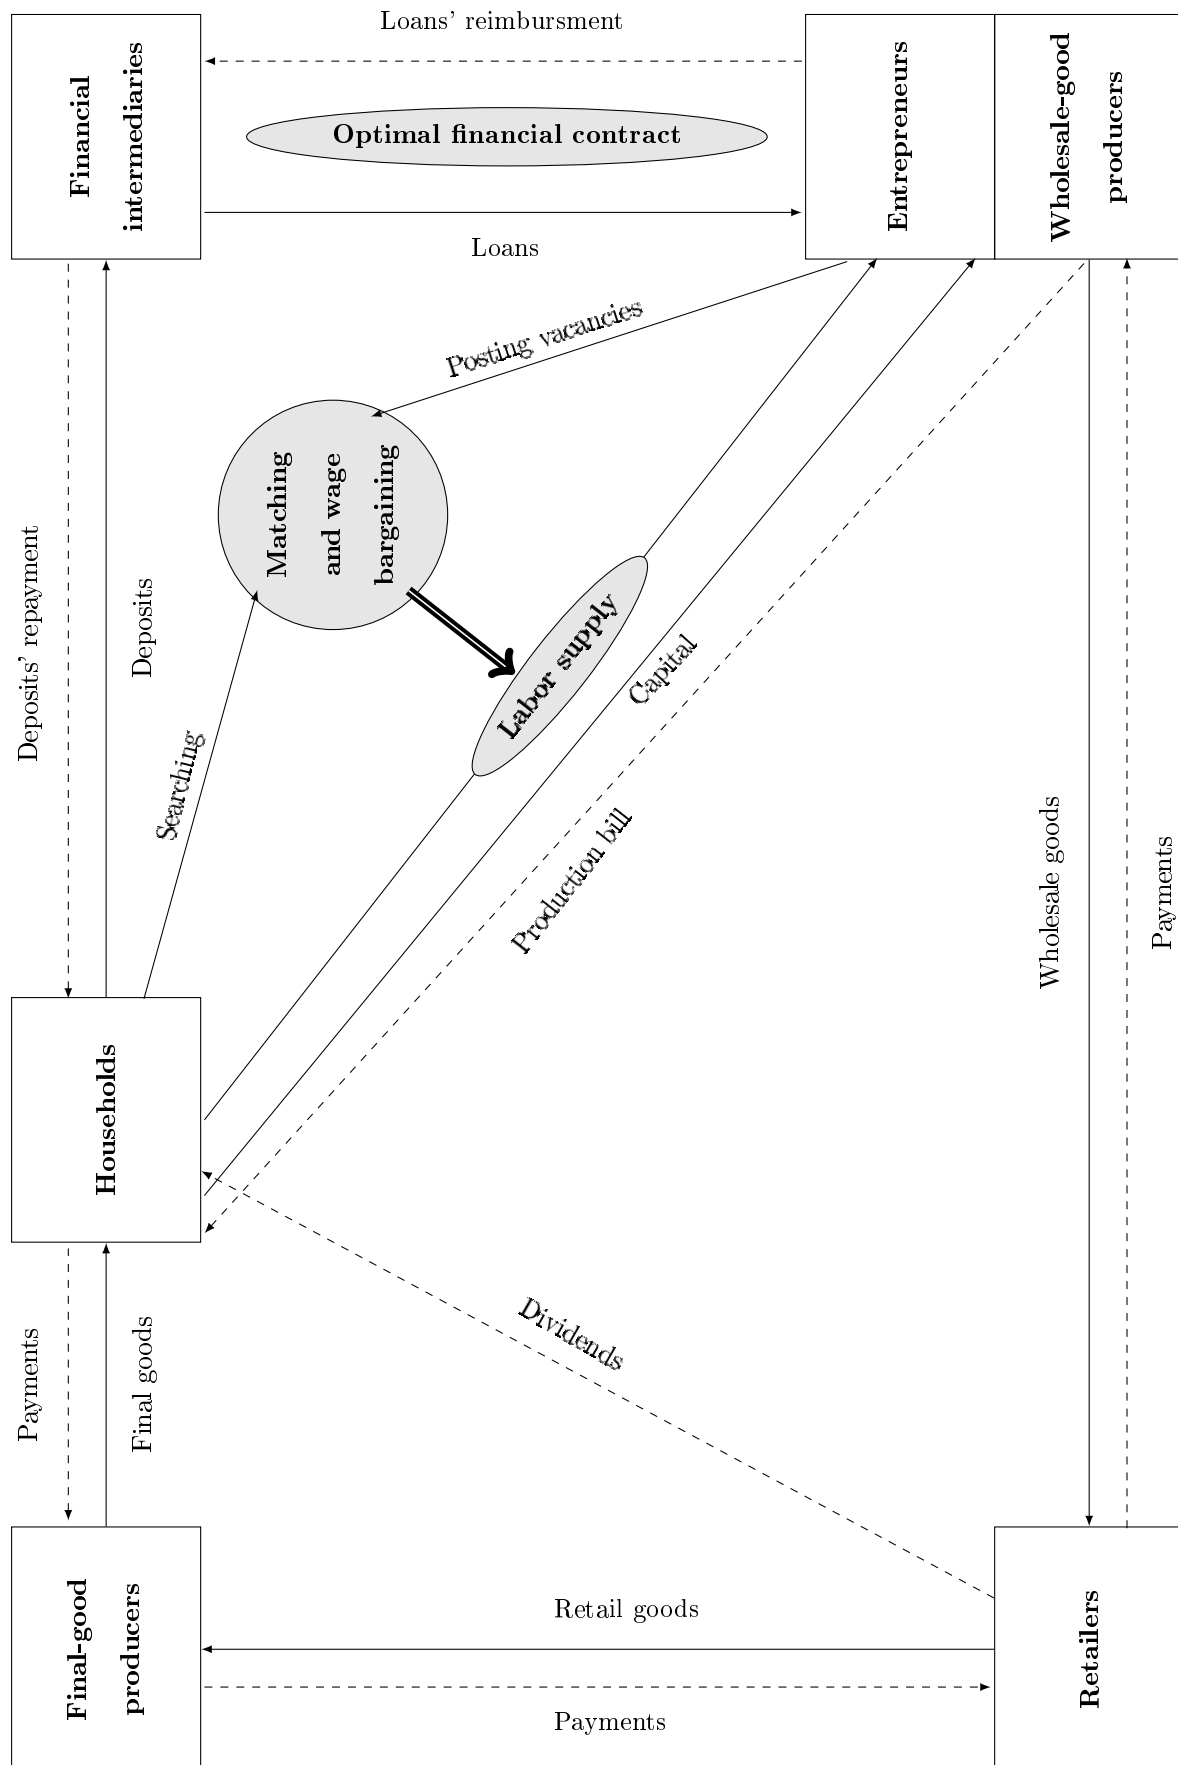 Loans' reimbursment
Financial
intermediaries
Optimal financial contract
Entrepreneurs
Wholesale-good
producers
Loans
Posting vacancies
Matching
and wage
bargaining
Deposits' repayment
Deposits
Searching
Labor supply
Capital
Production bill
Wholesale goods
Payments
Households
Payments
Final goods
Dividends
Final-good
producers
Retail goods
Payments
Retailers